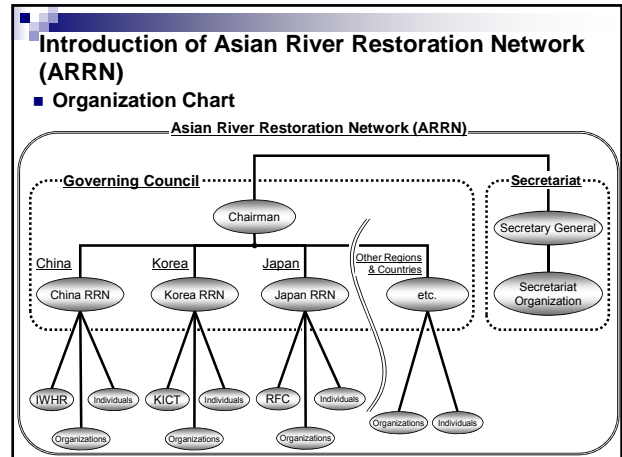 Introduction of Asian River Restoration Network
(ARRN)
Organization Chart
Asian River Restoration Network (ARRN)
Governing Council
Secretariat
Chairman
Secretary General
China
Korea
Japan
Other Regions
& Countries
China RRN
Korea RRN
Japan RRN
etc.
Secretariat
Organization
IWHR
Individuals
KICT
Individuals
RFC
Individuals
Organizations
Individuals
Organizations
Organizations
Organizations